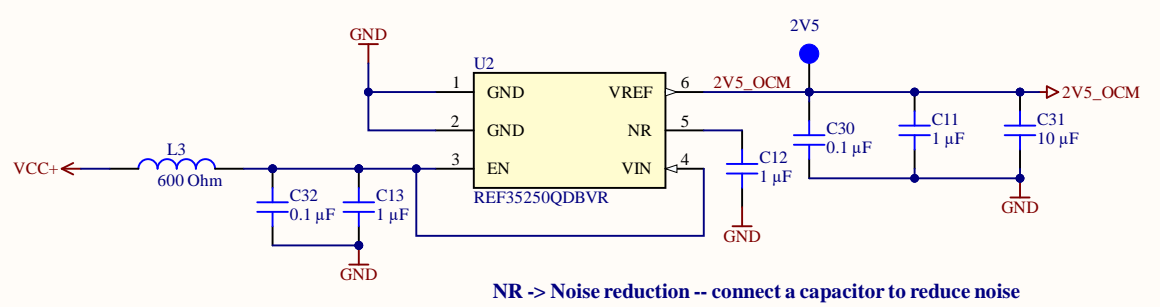 2V5
GND
U2
1
GND
VREF
6
2V5_OCM
2V5_OCM
2
GND
NR
5
C30
0.1 µF
C11
1 µF
C31
10 µF
L3
VCC+
600 Ohm
3
EN
VIN
4
C12
1 µF
C32
0.1 µF
C13
1 µF
REF35250QDBVR
GND
GND
GND
NR -> Noise reduction -- connect a capacitor to reduce noise